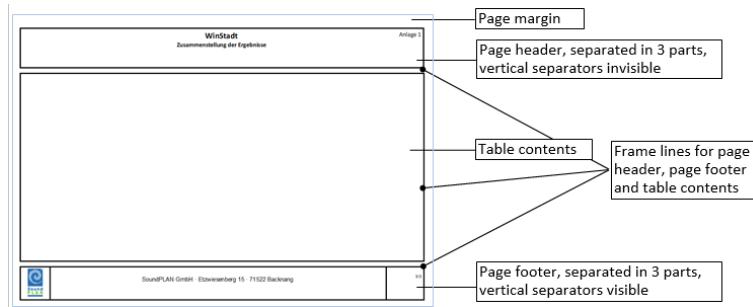 Page margin
WinStadt
Zusammenstellung der Ergebnisse
Anlage 1
Page header, separated in 3 parts,
vertical separators invisible
Table contents
Frame lines for page
header, page footer
and table contents
Sound
PLAN
SoundPLAN GmbH · Etzwiesenberg 15 · 71522 Backnang
Page footer, separated in 3 parts,
vertical separators visible